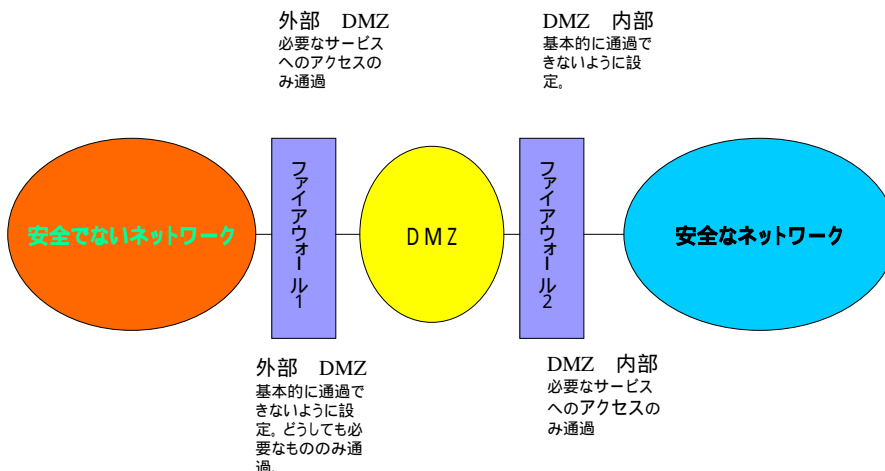 外部　DMZ
必要なサービス
へのアクセスの
み通過
DMZ　内部
基本的に通過で
きないように設
定。
安全でないネットワーク
ファイアウォール1
DMZ
ファイアウォール2
安全なネットワーク
外部　DMZ
基本的に通過で
きないように設
定。どうしても必
要なもののみ通
過。
DMZ　内部
必要なサービス
へのアクセスの
み通過